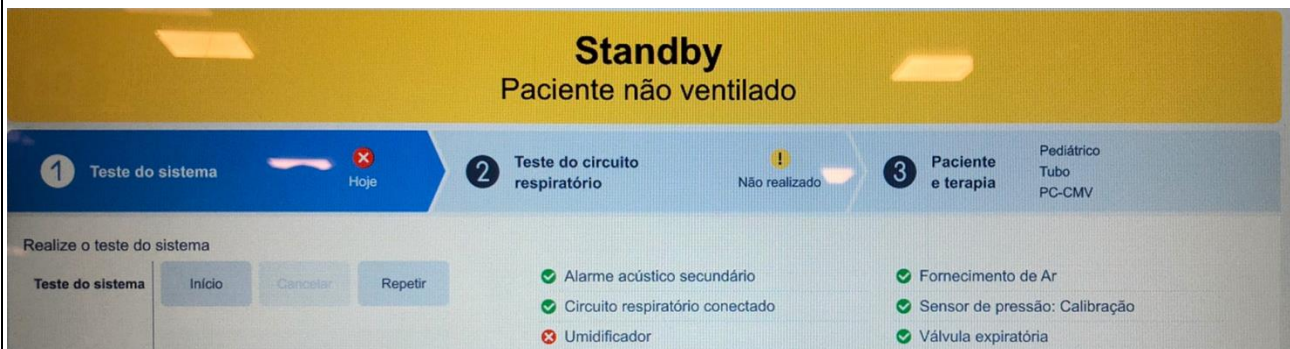 Standby
Paciente não ventilado
1 Teste do sistema
Hoje
2 Teste do circuito
respiratório
!
Não realizado
3 Paciente
e terapia
Pediátrico
Tubo
PC-CMV
Realize o teste do sistema
Teste do sistema Início Cancelar Repetir
Alarme acústico secundário
Circuito respiratório conectado
Umidificador
Fornecimento de Ar
Sensor de pressão: Calibração
Válvula expiratória